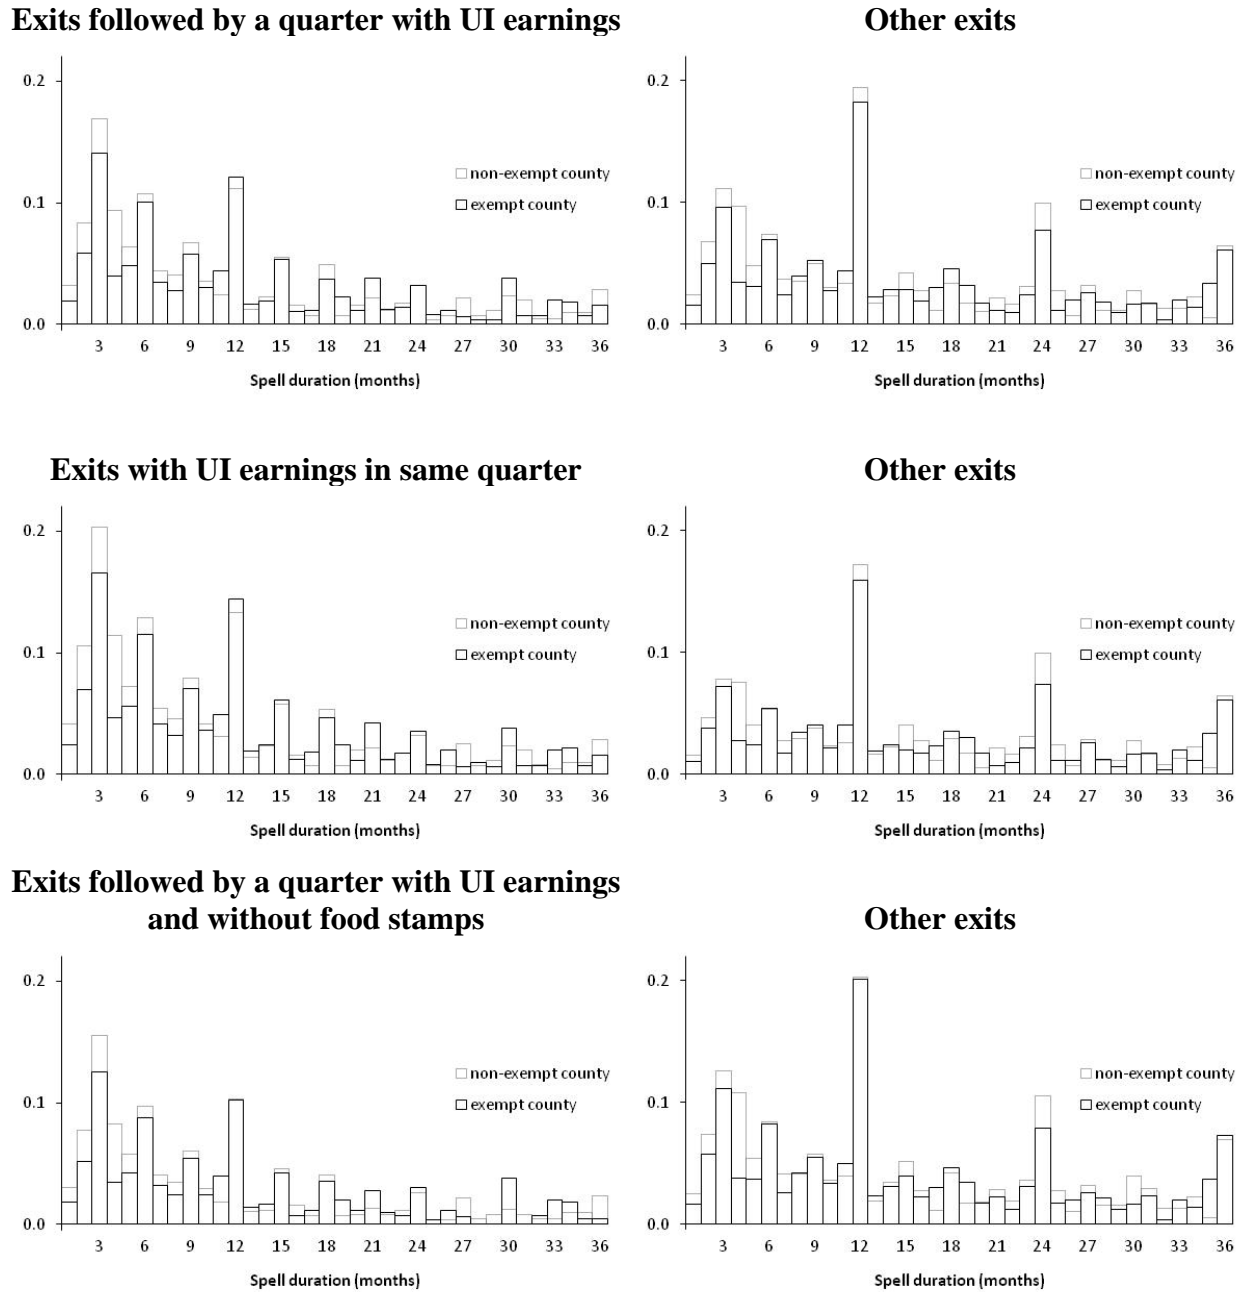 Exits followed by a quarter with UI earnings
0.2
0.1
0.0
non-exempt county
exempt county
3 6 9 12 15 18 21 24 27 30 33 36
Spell duration (months)
Other exits
0.2
0.1
0.0
non-exempt county
exempt county
3 6 9 12 15 18 21 24 27 30 33 36
Spell duration (months)
Exits with UI earnings in same quarter
0.2
0.1
0.0
non-exempt county
exempt county
3 6 9 12 15 18 21 24 27 30 33 36
Spell duration (months)
Other exits
0.2
0.1
0.0
non-exempt county
exempt county
3 6 9 12 15 18 21 24 27 30 33 36
Spell duration (months)
Exits followed by a quarter with UI earnings
and without food stamps
0.2
0.1
0.0
non-exempt county
exempt county
3 6 9 12 15 18 21 24 27 30 33 36
Spell duration (months)
Other exits
0.2
0.1
0.0
non-exempt county
exempt county
3 6 9 12 15 18 21 24 27 30 33 36
Spell duration (months)